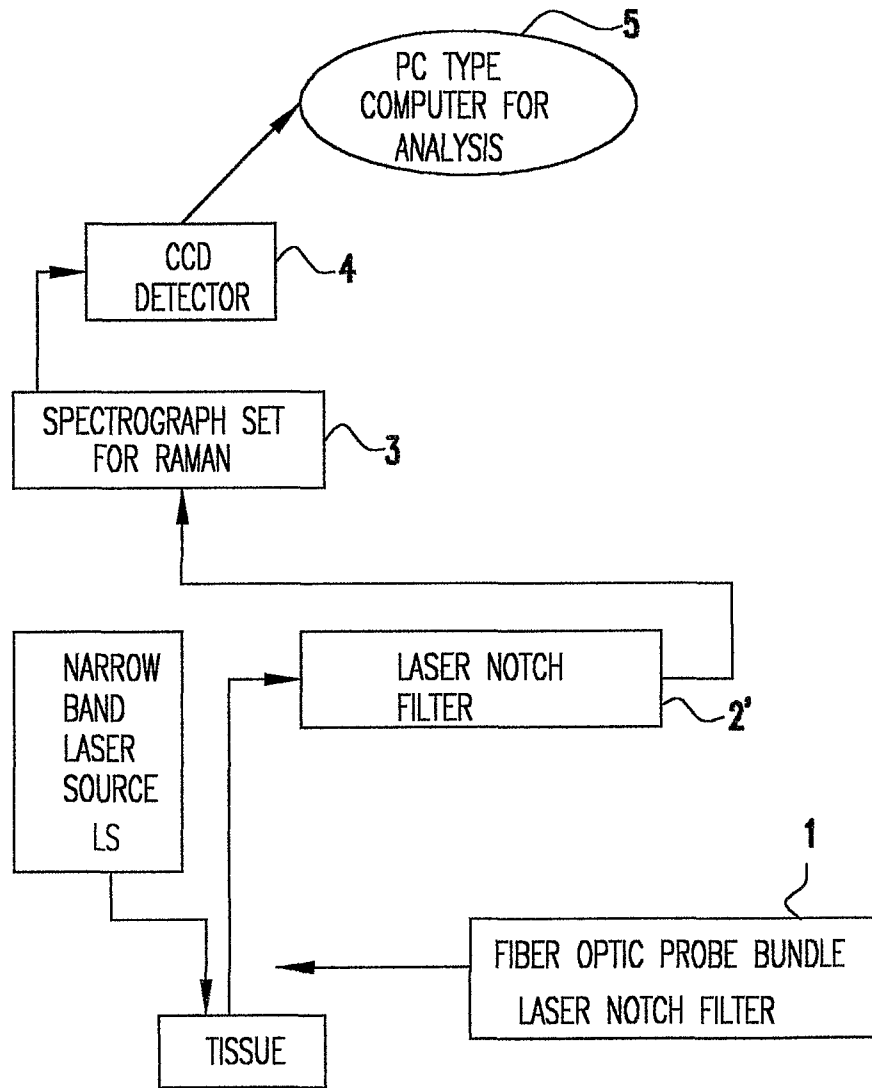 5
PC TYPE
COMPUTER FOR
ANALYSIS
CCD
DETECTOR
4
SPECTROGRAPH SET
FOR RAMAN
3
NARROW
BAND
LASER
SOURCE
LS
LASER NOTCH
FILTER
2'
1
FIBER OPTIC PROBE BUNDLE
LASER NOTCH FILTER
TISSUE